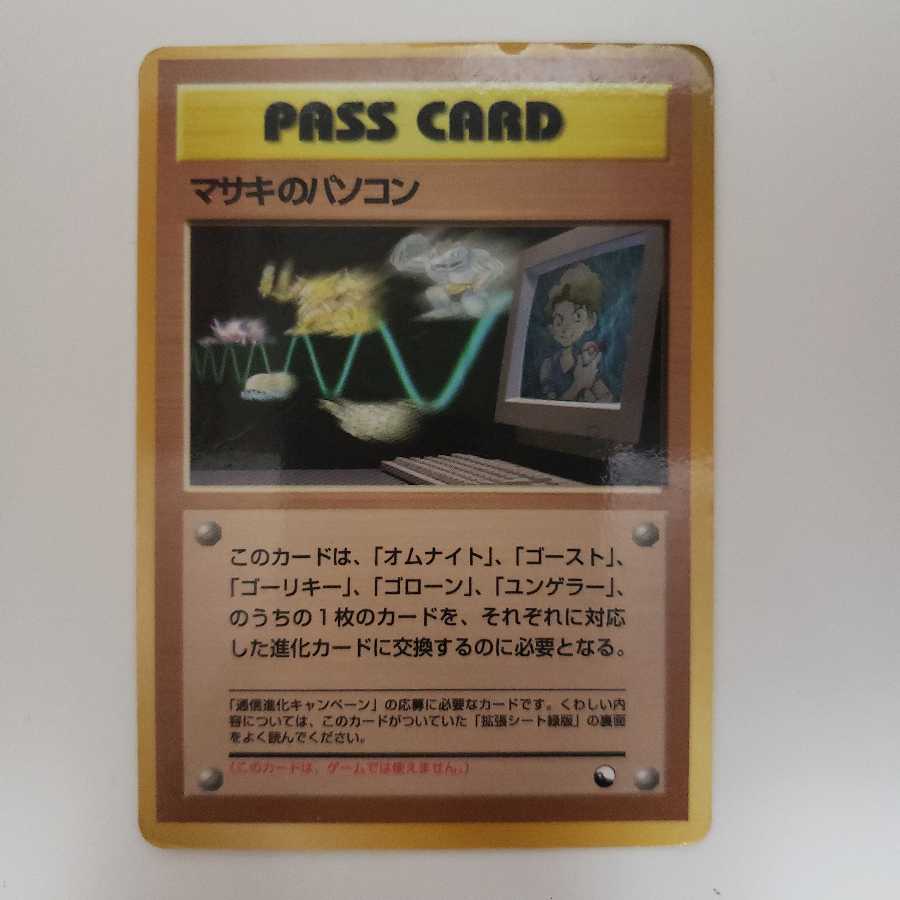 PASS CARD
マサキのパソコン
このカードは、「オムナイト」、「ゴースト」、
「ゴーリキー」、「ゴローン」、「ユンゲラー」、
のうちの1枚のカードを、それぞれに対応
した進化カードに交換するのに必要となる。
「通信進化キャンペーン」の応募に必要なカードです。くわしい内
容については、このカードがついていた「拡張シート緑版」の裏面
をよく読んでください。
(このカードは、ゲームでは使えません。)